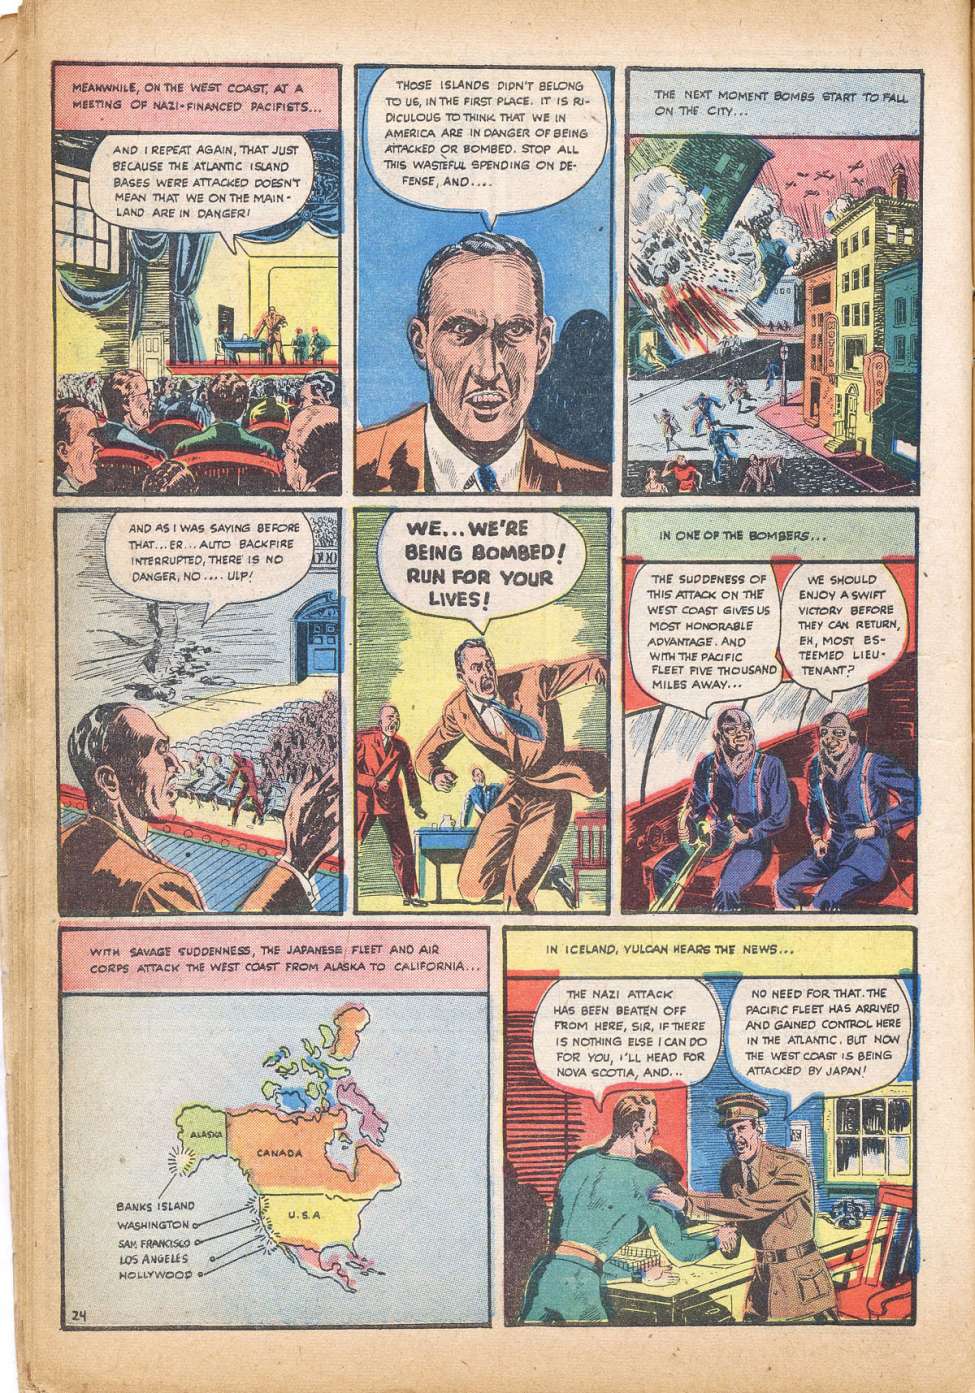 MEANWHILE, ON THE WEST COAST, AT A
MEETING OF NAZI-FINANCED PACIFISTS...
AND I REPEAT AGAIN, THAT JUST
BECAUSE THE ATLANTIC ISLAND
BASES WERE ATTACKED DOESN'T
MEAN THAT WE ON THE MAIN-
LAND ARE IN DANGER!
THOSE ISLANDS DIDN'T BELONG
TO US, IN THE FIRST PLACE. IT IS RI-
DICULOUS TO THINK THAT WE IN
AMERICA ARE IN DANGER OF BEING
ATTACKED OR BOMBED. STOP ALL
THIS WASTEFUL SPENDING ON DE-
FENSE, AND....
THE NEXT MOMENT BOMBS START TO FALL
ON THE CITY...
AND AS I WAS SAYING BEFORE
THAT...ER...AUTO BACKFIRE
INTERRUPTED, THERE IS NO
DANGER, NO.... ULP!
WE...WE'RE
BEING BOMBED!
RUN FOR YOUR
LIVES!
IN ONE OF THE BOMBERS...
THE SUDDENESS OF
THIS ATTACK ON THE
WEST COAST GIVES US
MOST HONORABLE
ADVANTAGE. AND
WITH THE PACIFIC
FLEET FIVE THOUSAND
MILES AWAY...
WE SHOULD
ENJOY A SWIFT
VICTORY BEFORE
THEY CAN RETURN,
EH, MOST ES-
TEEMED LIEU-
TENANT?
WITH SAVAGE SUDDENNESS, THE JAPANESE FLEET AND AIR
CORPS ATTACK THE WEST COAST FROM ALASKA TO CALIFORNIA...
ALASKA
CANADA
U.S.A.
BANKS ISLAND
WASHINGTON
SAN FRANCISCO
LOS ANGELES
HOLLYWOOD
24
IN ICELAND, VULCAN HEARS THE NEWS...
THE NAZI ATTACK
HAS BEEN BEATEN OFF
FROM HERE, SIR, IF THERE
IS NOTHING ELSE I CAN DO
FOR YOU, I'LL HEAD FOR
NOVA SCOTIA, AND...
NO NEED FOR THAT. THE
PACIFIC FLEET HAS ARRIVED
AND GAINED CONTROL HERE
IN THE ATLANTIC. BUT NOW
THE WEST COAST IS BEING
ATTACKED BY JAPAN!